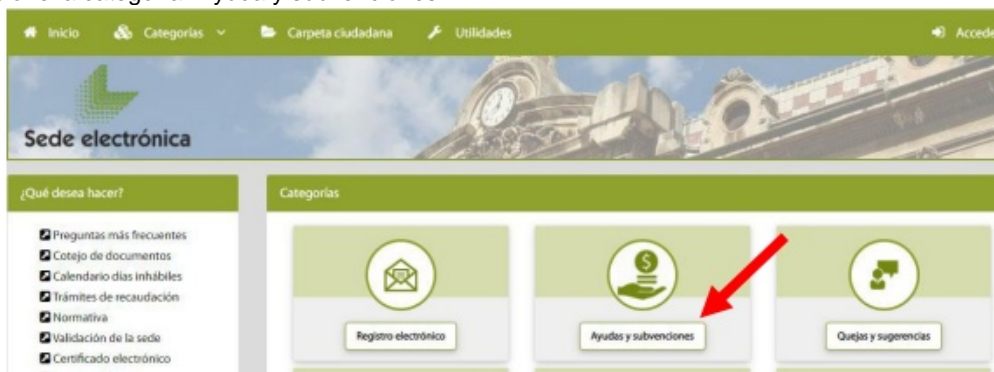 Inicio Categorías Carpeta ciudadana Utilidades Accede
Sede electrónica
¿Qué desea hacer?
Preguntas más frecuentes
Cotejo de documentos
Calendario días inhábiles
Trámites de recaudación
Normativa
Validación de la sede
Certificado electrónico
Categorías
Registro electrónico
Ayudas y subvenciones
Quejas y sugerencias